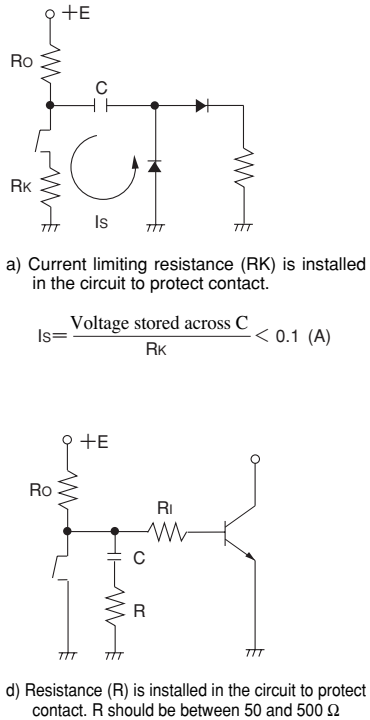 +E
RO
C
RK
IS
a) Current limiting resistance (RK) is installed
in the circuit to protect contact.
IS= Voltage stored across C / RK < 0.1 (A)
+E
RO
RI
C
R
d) Resistance (R) is installed in the circuit to protect
contact. R should be between 50 and 500 Ω